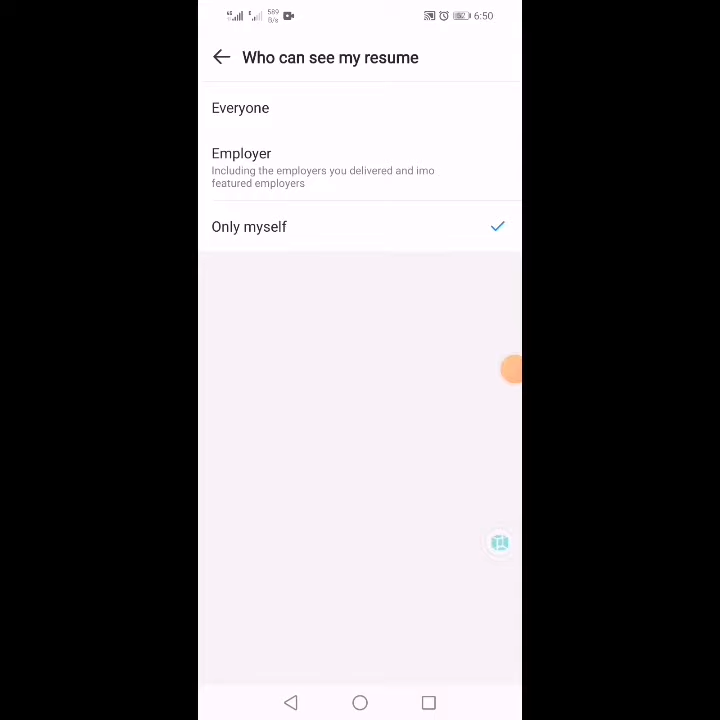 589
B/s
6:50
Who can see my resume
Everyone
Employer
Including the employers you delivered and imo
featured employers
Only myself